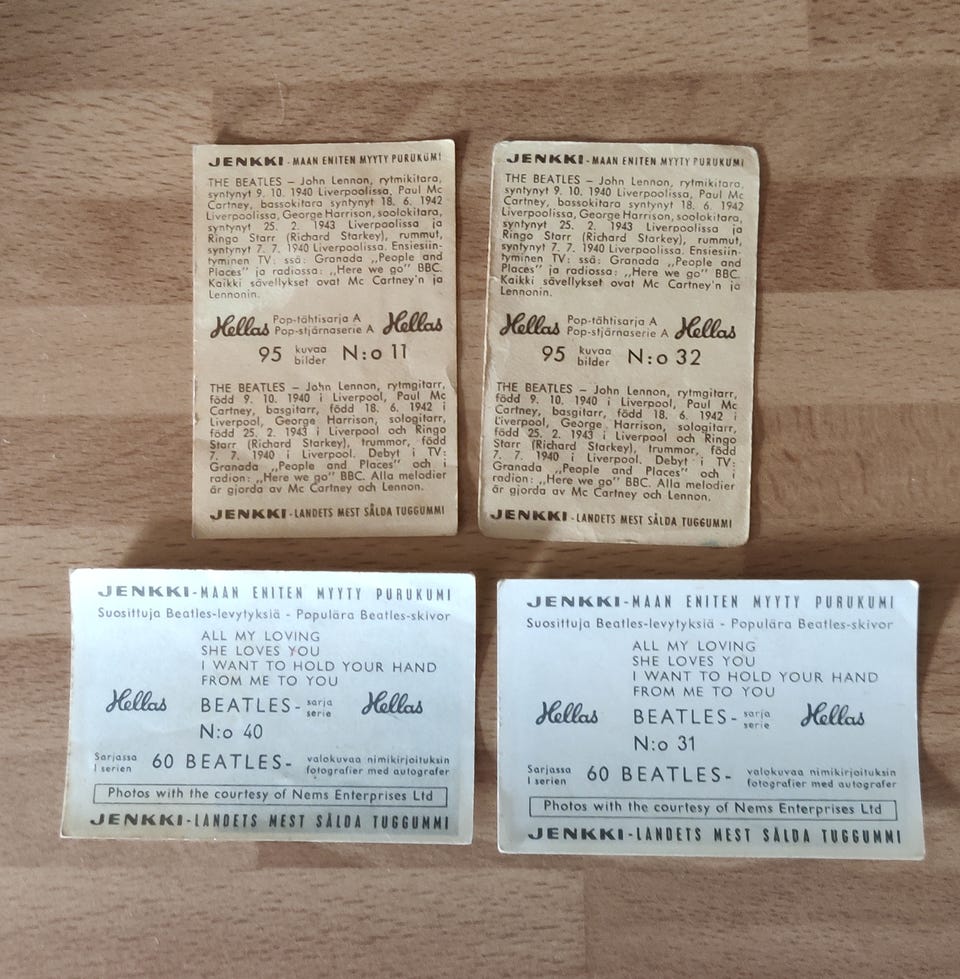 JENKKI - MAAN ENITEN MYYTY PURUKUMI
THE BEATLES – John Lennon, rytmikitara,
syntynyt 9. 10. 1940 Liverpoolissa, Paul Mc
Cartney, bassokitara syntynyt 18. 6. 1942
Liverpoolissa, George Harrison, soolokitara,
syntynyt 25. 2. 1943 Liverpoolissa ja
Ringo Starr (Richard Starkey), rummut,
syntynyt 7. 7. 1940 Liverpoolissa. Ensiesiin-
tyminen TV: ssä: Granada „People and
Places" ja radiossa: „Here we go" BBC.
Kaikki sävellykset ovat Mc Cartney'n ja
Lennonin.
Hellas Pop-tähtisarja A Hellas
Pop-stjärnaserie A
95 kuvaa N:o 11
bilder
THE BEATLES – John Lennon, rytmgitarr,
född 9. 10. 1940 i Liverpool, Paul Mc
Cartney, basgitarr, född 18. 6. 1942 i
Liverpool, George Harrison, sologitarr,
född 25. 2. 1943 i Liverpool och Ringo
Starr (Richard Starkey), trummor, född
7. 7. 1940 i Liverpool. Debyt i TV:
Granada „People and Places" och i
radion: „Here we go" BBC. Alla melodier
är gjorda av Mc Cartney och Lennon.
JENKKI - LANDETS MEST SÅLDA TUGGUMMI
JENKKI - MAAN ENITEN MYYTY PURUKUMI
THE BEATLES – John Lennon, rytmikitara,
syntynyt 9. 10. 1940 Liverpoolissa, Paul Mc
Cartney, bassokitara syntynyt 18. 6. 1942
Liverpoolissa, George Harrison, soolokitara,
syntynyt 25. 2. 1943 Liverpoolissa ja
Ringo Starr (Richard Starkey), rummut,
syntynyt 7. 7. 1940 Liverpoolissa. Ensiesiin-
tyminen TV: ssä: Granada „People and
Places" ja radiossa: „Here we go" BBC.
Kaikki sävellykset ovat Mc Cartney'n ja
Lennonin.
Hellas Pop-tähtisarja A Hellas
Pop-stjärnaserie A
95 kuvaa N:o 32
bilder
THE BEATLES – John Lennon, rytmgitarr,
född 9. 10. 1940 i Liverpool, Paul Mc
Cartney, basgitarr, född 18. 6. 1942 i
Liverpool, George Harrison, sologitarr,
född 25. 2. 1943 i Liverpool och Ringo
Starr (Richard Starkey), trummor, född
7. 7. 1940 i Liverpool. Debyt i TV:
Granada „People and Places" och i
radion: „Here we go" BBC. Alla melodier
är gjorda av Mc Cartney och Lennon.
JENKKI - LANDETS MEST SÅLDA TUGGUMMI
JENKKI - MAAN ENITEN MYYTY PURUKUMI
Suosittuja Beatles-levytyksiä - Populära Beatles-skivor
ALL MY LOVING
SHE LOVES YOU
I WANT TO HOLD YOUR HAND
FROM ME TO YOU
Hellas BEATLES- sarja Hellas
serie
N:o 40
Sarjassa 60 BEATLES- valokuvaa nimikirjoituksin
I serien fotografier med autografer
Photos with the courtesy of Nems Enterprises Ltd
JENKKI - LANDETS MEST SÅLDA TUGGUMMI
JENKKI - MAAN ENITEN MYYTY PURUKUMI
Suosittuja Beatles-levytyksiä - Populära Beatles-skivor
ALL MY LOVING
SHE LOVES YOU
I WANT TO HOLD YOUR HAND
FROM ME TO YOU
Hellas BEATLES- sarja Hellas
serie
N:o 31
Sarjassa 60 BEATLES- valokuvaa nimikirjoituksin
I serien fotografier med autografer
Photos with the courtesy of Nems Enterprises Ltd
JENKKI - LANDETS MEST SÅLDA TUGGUMMI